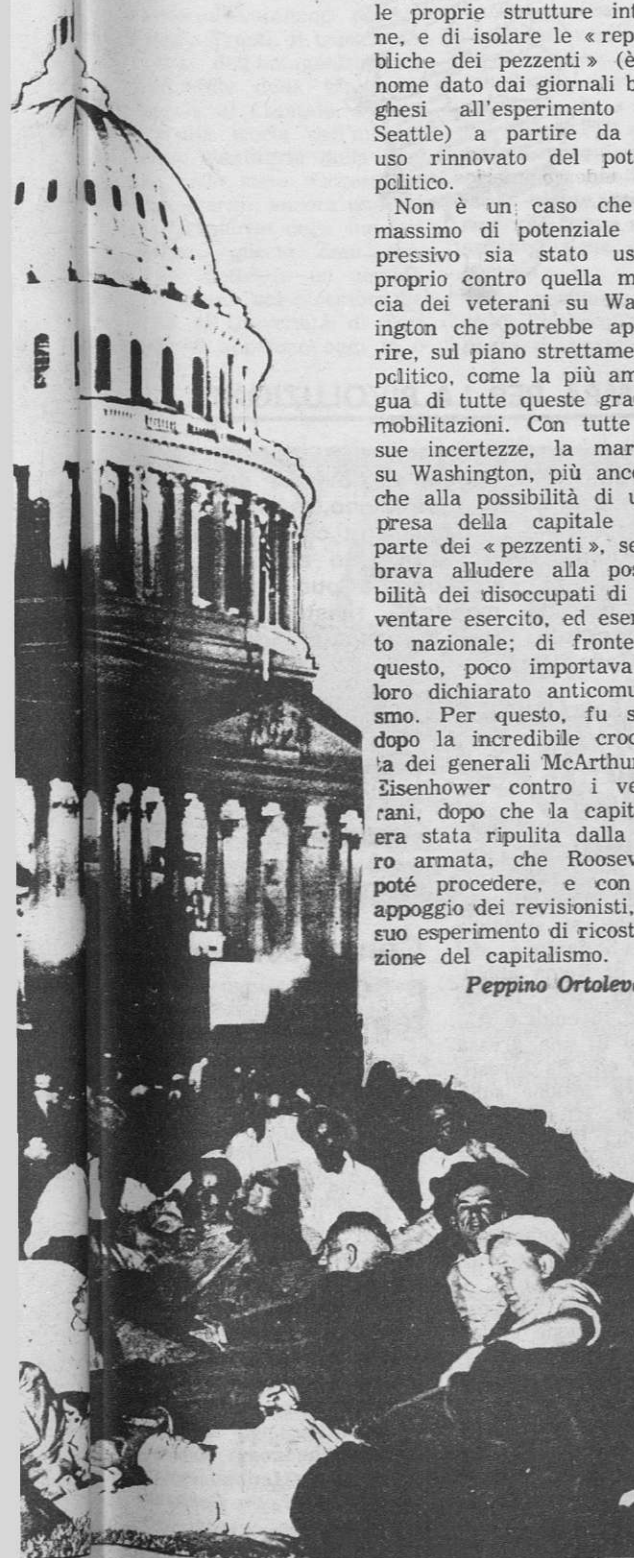 le proprie strutture int
ne, e di isolare le « rep
bliche dei pezzenti » (è
nome dato dai giornali b
ghesi all'esperimento
Seattle) a partire da
uso rinnovato del pot
politico.
Non è un caso che
massimo di potenziale
pressivo sia stato us
proprio contro quella m
cia dei veterani su Wa
ington che potrebbe ap
rire, sul piano strettame
politico, come la più am
gua di tutte queste gra
mobilitazioni. Con tutte
sue incertezze, la mar
su Washington, più anc
che alla possibilità di u
presa della capitale
parte dei « pezzenti », se
brava alludere alla pos
bilità dei disoccupati di
ventare esercito, ed eser
to nazionale; di fronte
questo, poco importava
loro dichiarato anticomu
smo. Per questo, fu s
dopo la incredibile croc
ta dei generali McArthur
Eisenhower contro i ve
rani, dopo che la capit
era stata ripulita dalla
ro armata, che Roosev
poté procedere, e con
appoggio dei revisionisti,
suo esperimento di ricost
zione del capitalismo.
Peppino Ortolev